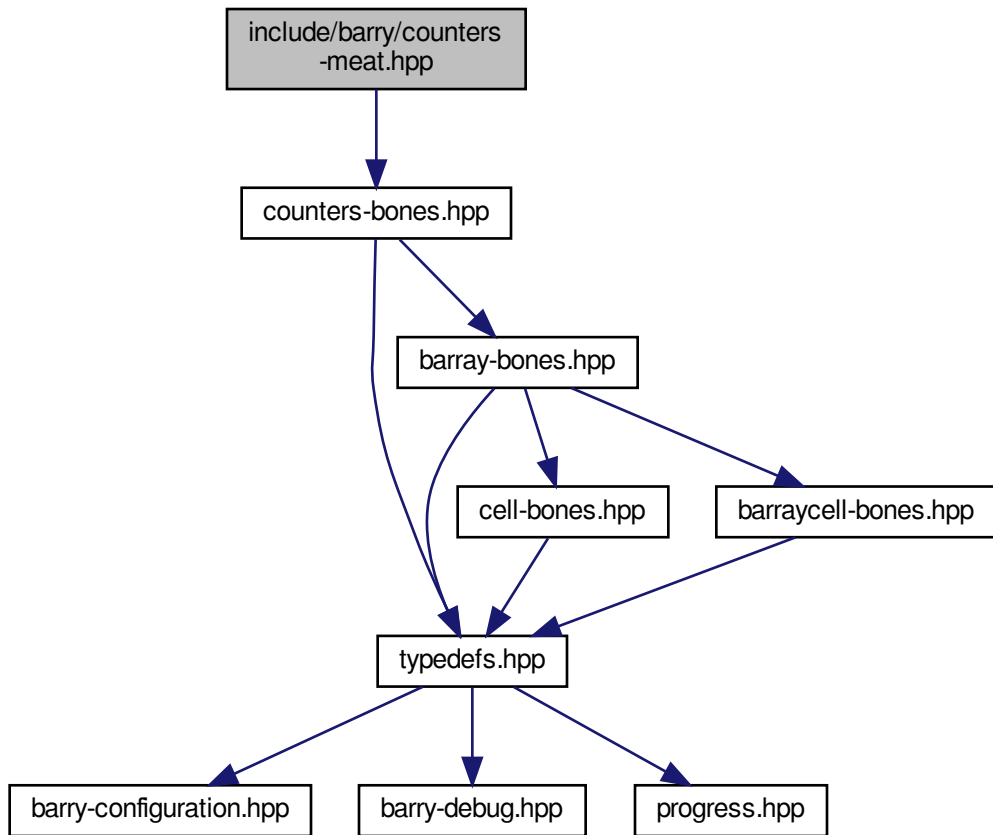 include/barry/counters
-meat.hpp
counters-bones.hpp
barray-bones.hpp
cell-bones.hpp
barraycell-bones.hpp
typedefs.hpp
barry-configuration.hpp
barry-debug.hpp
progress.hpp